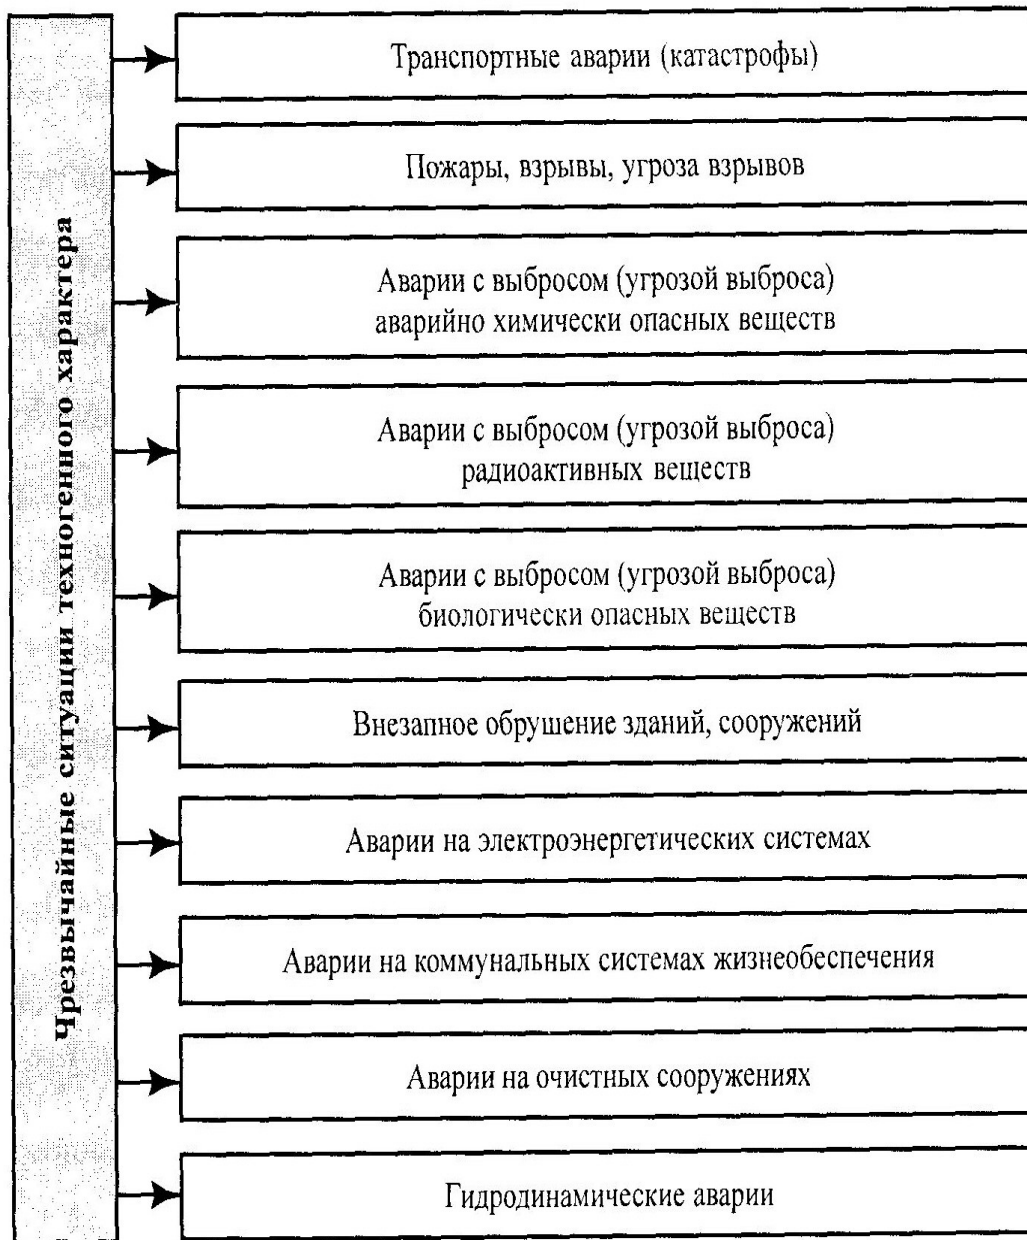 Чрезвычайные ситуации техногенного характера
Транспортные аварии (катастрофы)
Пожары, взрывы, угроза взрывов
Аварии с выбросом (угрозой выброса)
аварийно химически опасных веществ
Аварии с выбросом (угрозой выброса)
радиоактивных веществ
Аварии с выбросом (угрозой выброса)
биологически опасных веществ
Внезапное обрушение зданий, сооружений
Аварии на электроэнергетических системах
Аварии на коммунальных системах жизнеобеспечения
Аварии на очистных сооружениях
Гидродинамические аварии